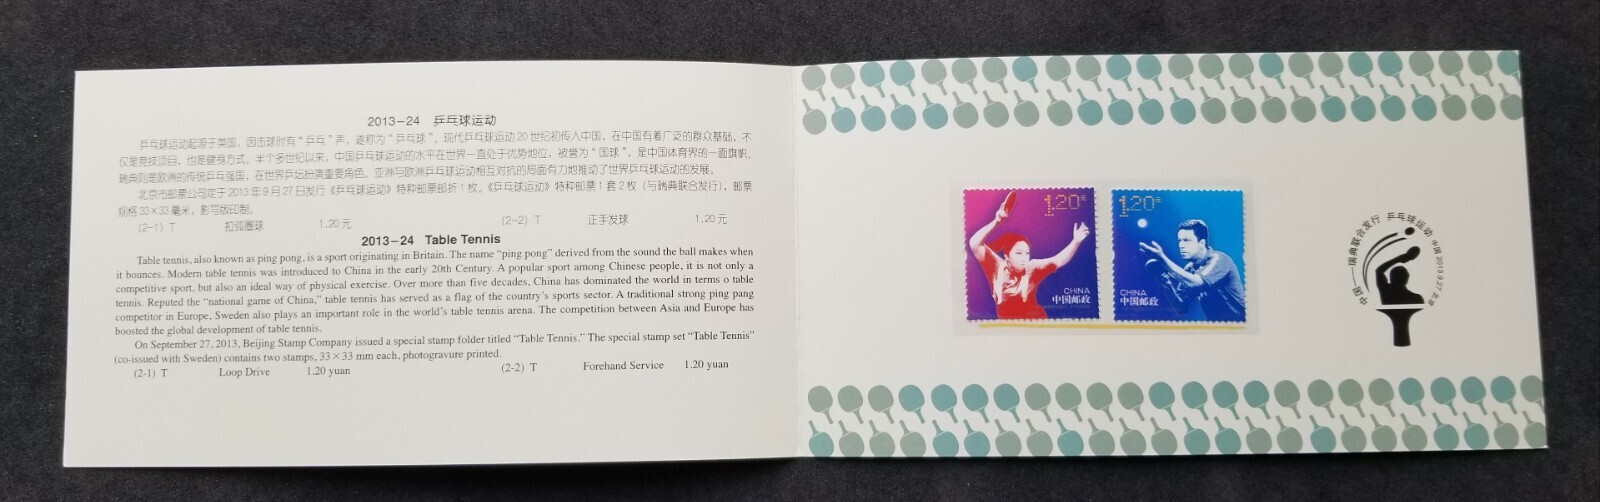 2013-24 乒乓球运动
乒乓球运动起源于英国，因击球时有“乒乓”声，遂称为“乒乓球”。现代乒乓球运动20世纪初传入中国，在中国有着广泛的群众基础，不
仅是竞技项目，也是健身方式。半个多世纪以来，中国乒乓球运动的水平在世界一直处于优势地位，被誉为“国球”，是中国体育界的一面旗帜。
瑞典则是欧洲的传统乒乓强国，在世界乒坛扮演重要角色。亚洲与欧洲乒乓球运动相互对抗的局面有力地推动了世界乒乓球运动的发展。
北京市邮票公司定于2013年9月27日发行《乒乓球运动》特种邮票邮折1枚。《乒乓球运动》特种邮票1套2枚（与瑞典联合发行），邮票
规格33×33毫米，影写版印制。
(2-1) T 拉弧圈球 1.20元 (2-2) T 正手发球 1.20元
2013-24 Table Tennis
Table tennis, also known as ping pong, is a sport originating in Britain. The name “ping pong” derived from the sound the ball makes when
it bounces. Modern table tennis was introduced to China in the early 20th Century. A popular sport among Chinese people, it is not only a
competitive sport, but also an ideal way of physical exercise. Over more than five decades, China has dominated the world in terms o table
tennis. Reputed the “national game of China,” table tennis has served as a flag of the country’s sports sector. A traditional strong ping pang
competitor in Europe, Sweden also plays an important role in the world’s table tennis arena. The competition between Asia and Europe has
boosted the global development of table tennis.
On September 27, 2013, Beijing Stamp Company issued a special stamp folder titled “Table Tennis.” The special stamp set “Table Tennis”
(co-issued with Sweden) contains two stamps, 33×33 mm each, photogravure printed.
(2-1) T Loop Drive 1.20 yuan (2-2) T Forehand Service 1.20 yuan
1.20元
CHINA
中国邮政
1.20元
CHINA
中国邮政
中国——瑞典联合发行 乒乓球运动 中国 2013.9.27 北京